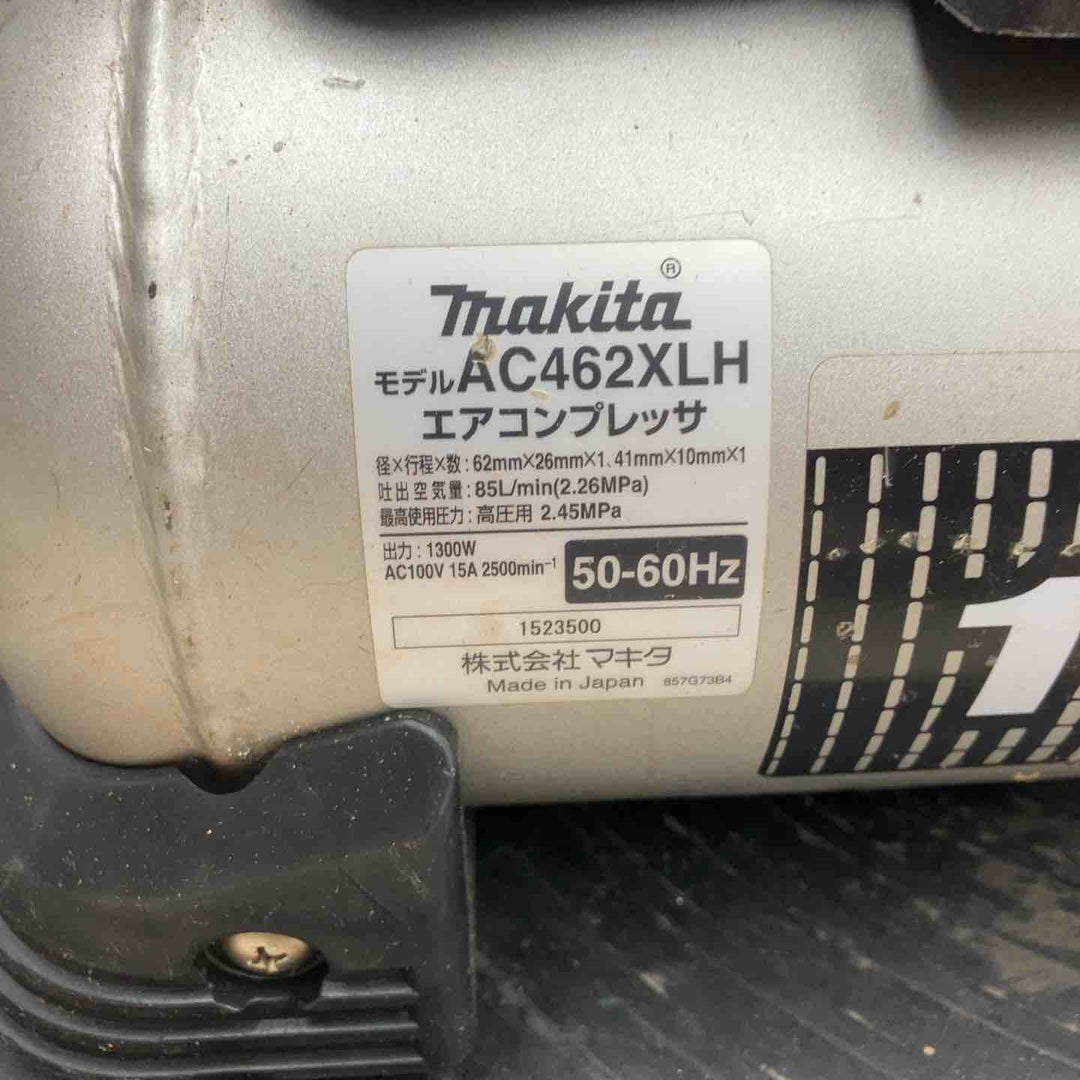 makita®
モデルAC462XLH
エアコンプレッサ
径×行程×数:62mm×26mm×1、41mm×10mm×1
吐出空気量:85L/min(2.26MPa)
最高使用圧力:高圧用 2.45MPa
出力:1300W
AC100V 15A 2500min⁻¹
50-60Hz
1523500
株式会社マキタ
Made in Japan 857G73B4
1